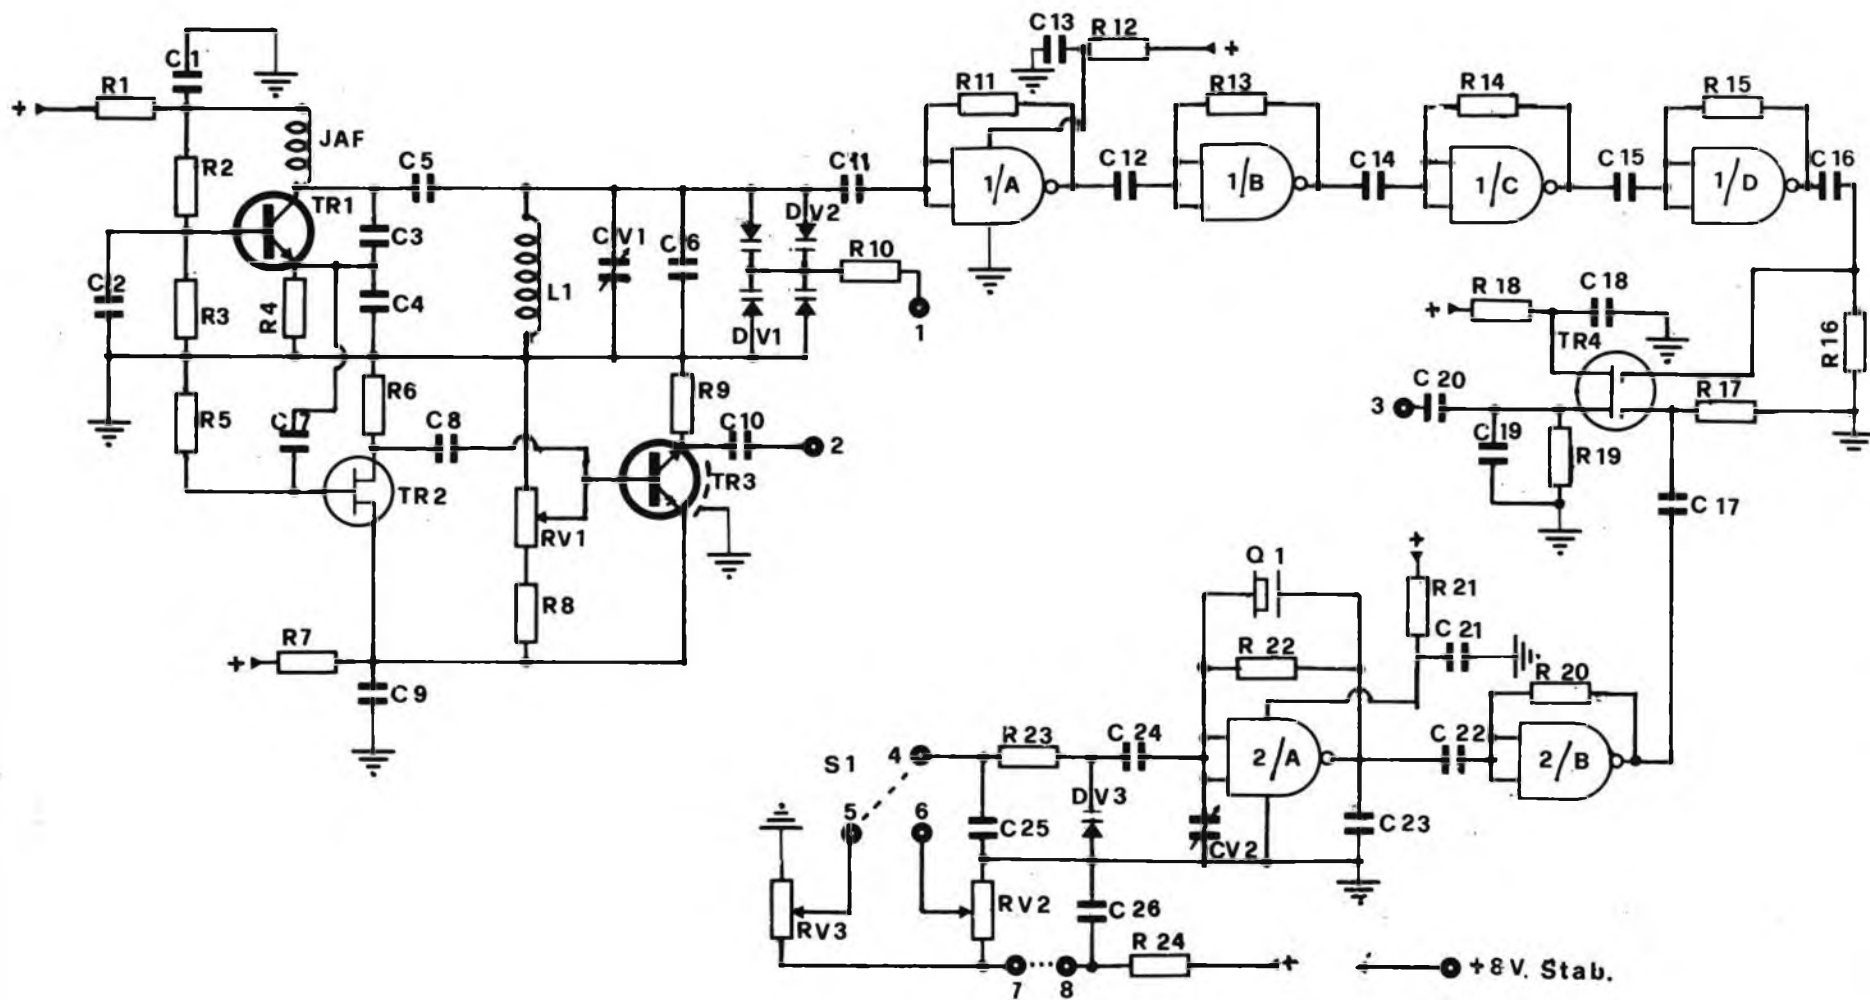 C13
R12
+
C1
R1
+
R11
R13
R14
R15
JAF
R2
C5
C11
C12
C14
C15
C16
1/A
1/B
1/C
1/D
TR1
DV2
C3
CV1
C6
R10
C2
R3
R4
C4
L1
DV1
1
R18
C18
+
TR4
R16
R5
C7
R6
C8
R9
C10
2
3
C20
R17
C19
R19
TR2
TR3
C17
RV1
Q1
+
R21
R8
C21
R7
+
R22
R20
C9
S1
4
R23
C24
C22
2/A
2/B
DV3
5
6
C25
CV2
C23
RV3
RV2
C26
R24
+
+8V. Stab.
7
8